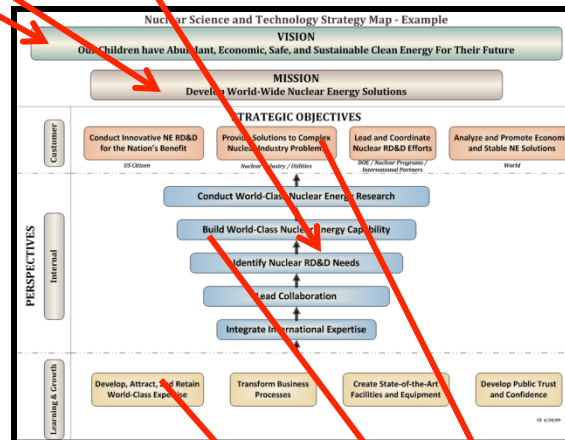 Nuclear Science and Technology Strategy Map - Example
VISION
Our Children have Abundant, Economic, Safe, and Sustainable Clean Energy For Their Future
MISSION
Develop World-Wide Nuclear Energy Solutions
STRATEGIC OBJECTIVES
PERSPECTIVES
Customer
Conduct Innovative NE RD&D
for the Nation's Benefit
US Citizen
Provide Solutions to Complex
Nuclear Industry Problems
Nuclear Industry / Utilities
Lead and Coordinate
Nuclear RD&D Efforts
DOE / Nuclear Programs /
International Partners
Analyze and Promote Econom
and Stable NE Solutions
World
Internal
Conduct World-Class Nuclear Energy Research
Build World-Class Nuclear Energy Capability
Identify Nuclear RD&D Needs
Lead Collaboration
Integrate International Expertise
Learning & Growth
Develop, Attract, and Retain
World-Class Expertise
Transform Business
Processes
Create State-of-the-Art
Facilities and Equipment
Develop Public Trust
and Confidence